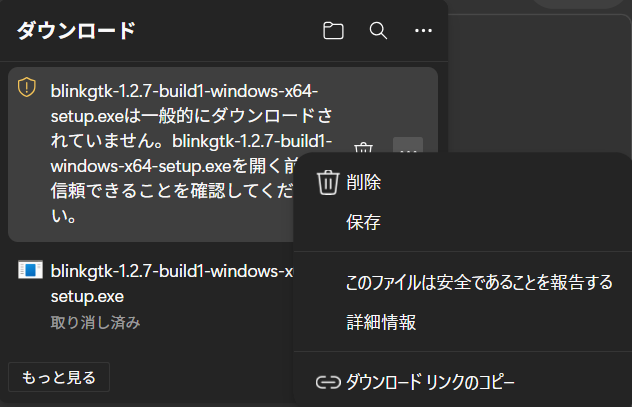 ダウンロード
blinkgtk-1.2.7-build1-windows-x64-
setup.exeは一般的にダウンロードさ
れていません。blinkgtk-1.2.7-build1-
windows-x64-setup.exeを開く前
信頼できることを確認してくだ
い。
削除
保存
このファイルは安全であることを報告する
詳細情報
ダウンロード リンクのコピー
blinkgtk-1.2.7-build1-windows-x
setup.exe
取り消し済み
もっと見る